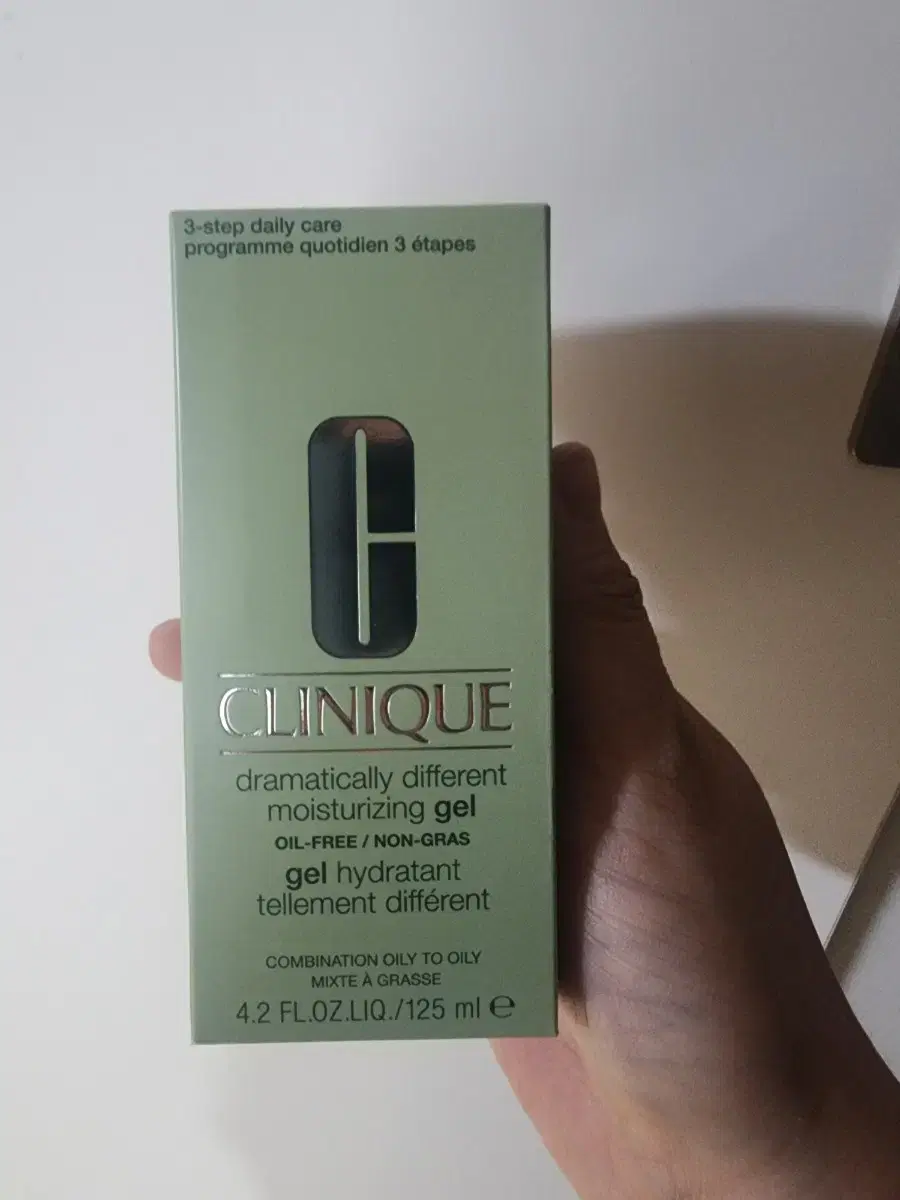 3-step daily care
programme quotidien 3 étapes
C
CLINIQUE
dramatically different
moisturizing gel
OIL-FREE / NON-GRAS
gel hydratant
tellement différent
COMBINATION OILY TO OILY
MIXTE À GRASSE
4.2 FL.OZ.LIQ./125 ml ℮